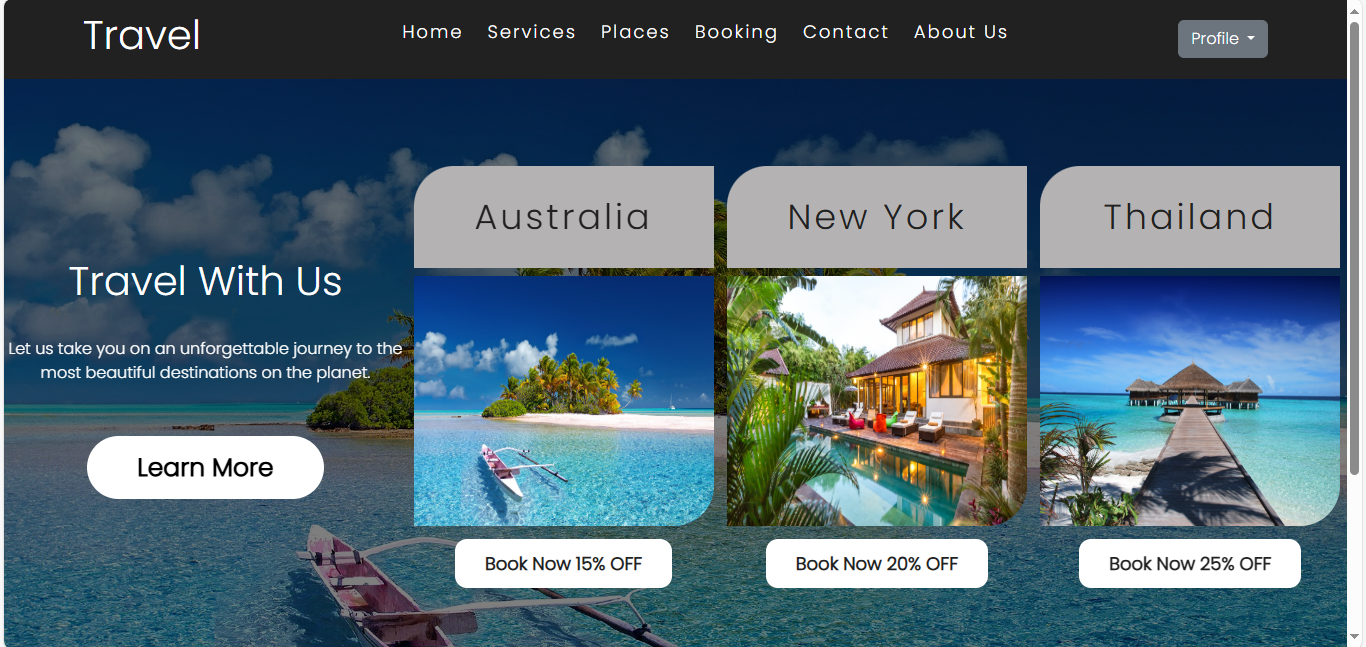 Travel
Home Services Places Booking Contact About Us
Profile
Travel With Us
Let us take you on an unforgettable journey to the
most beautiful destinations on the planet.
Learn More
Australia
Book Now 15% OFF
New York
Book Now 20% OFF
Thailand
Book Now 25% OFF